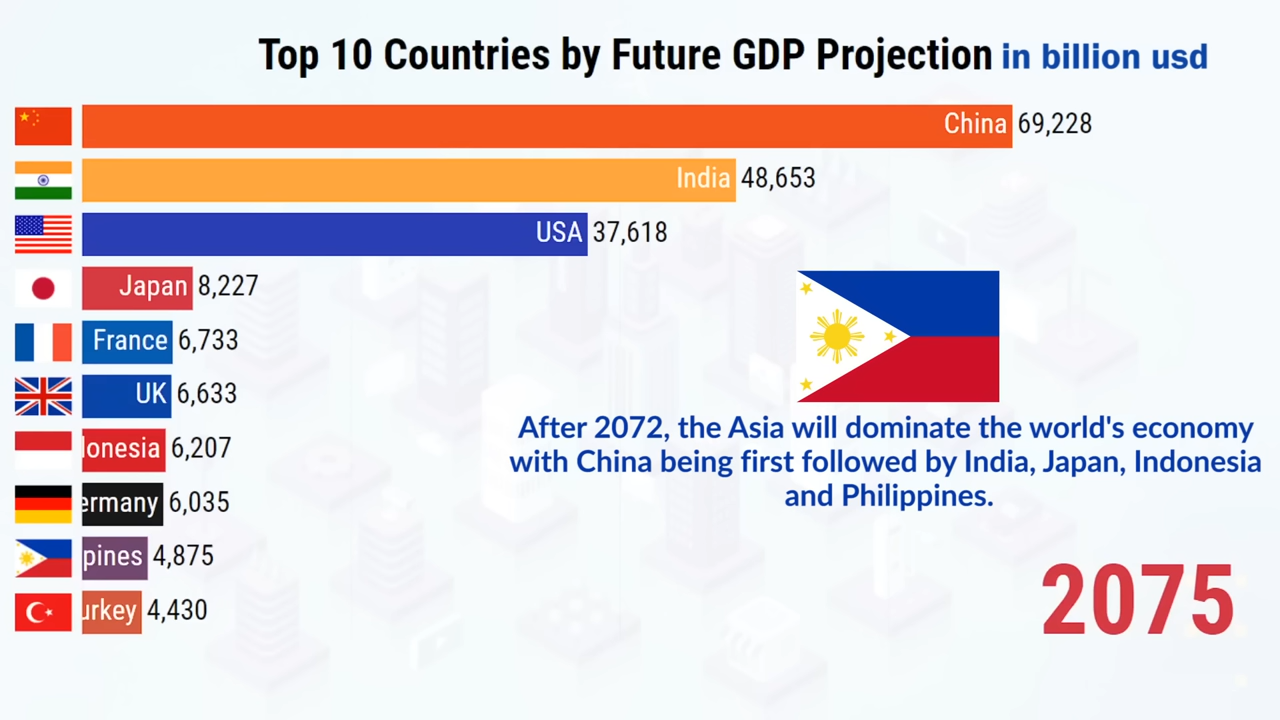 Top 10 Countries by Future GDP Projection in billion usd
China 69,228
India 48,653
USA 37,618
Japan 8,227
France 6,733
UK 6,633
onesia 6,207
ermany 6,035
pines 4,875
urkey 4,430
After 2072, the Asia will dominate the world's economy
with China being first followed by India, Japan, Indonesia
and Philippines.
2075